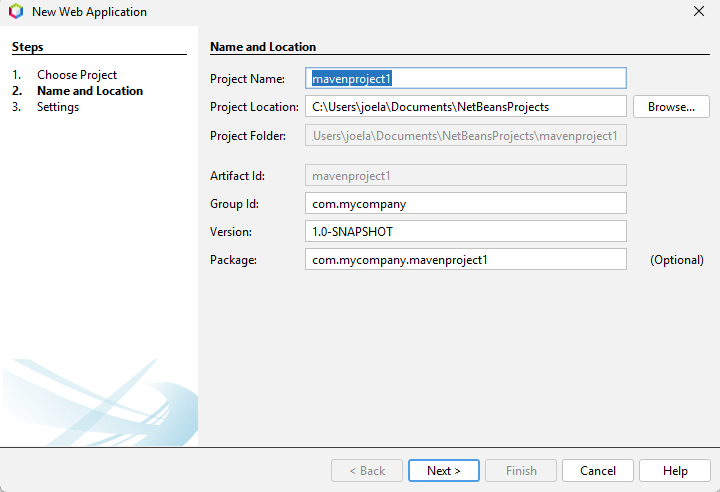 New Web Application
Steps
1. Choose Project
2. Name and Location
3. Settings
Name and Location
Project Name: mavenproject1
Project Location: C:\Users\joela\Documents\NetBeansProjects Browse...
Project Folder: Users\joela\Documents\NetBeansProjects\mavenproject1
Artifact Id: mavenproject1
Group Id: com.mycompany
Version: 1.0-SNAPSHOT
Package: com.mycompany.mavenproject1 (Optional)
< Back Next > Finish Cancel Help